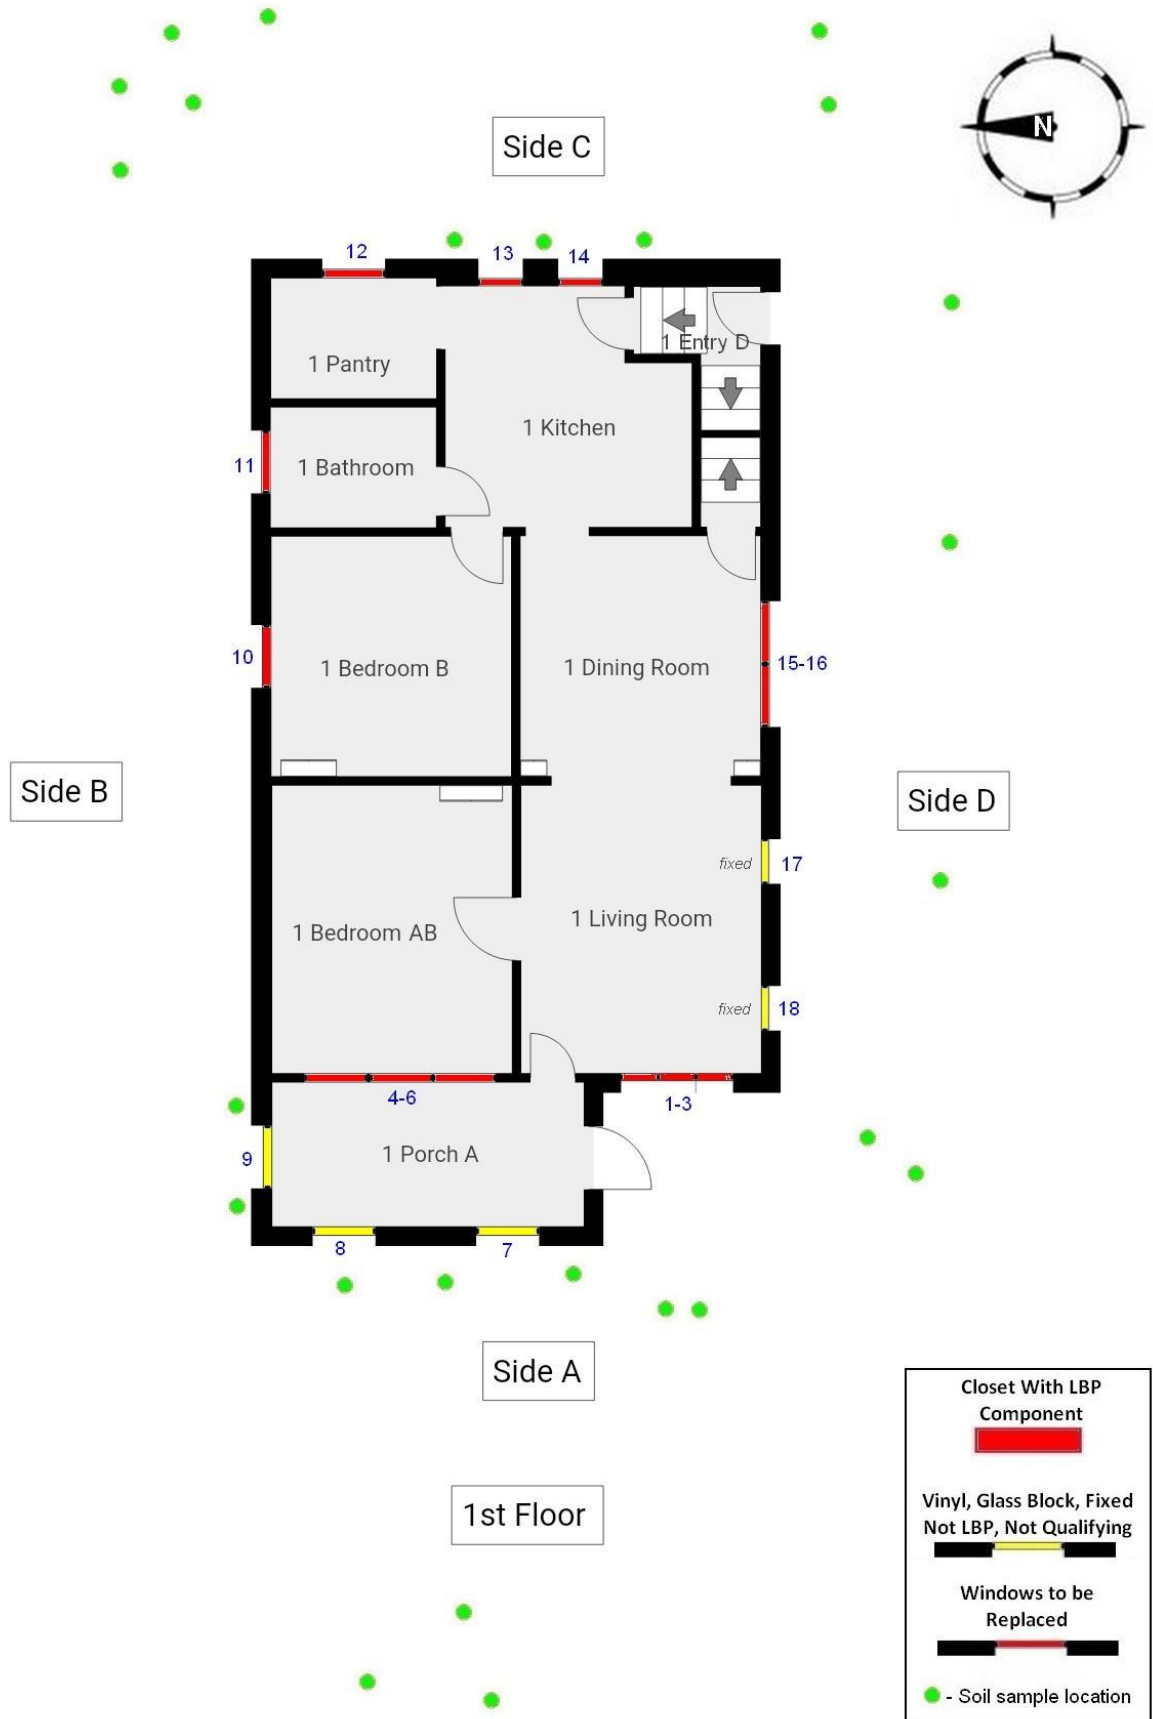 N
Side C
12
13
14
1 Entry D
1 Pantry
1 Kitchen
11
1 Bathroom
10
1 Bedroom B
1 Dining Room
15-16
Side B
Side D
fixed
17
1 Living Room
1 Bedroom AB
fixed
18
4-6
1-3
9
1 Porch A
8
7
Side A
1st Floor
Closet With LBP
Component
Vinyl, Glass Block, Fixed
Not LBP, Not Qualifying
Windows to be
Replaced
- Soil sample location